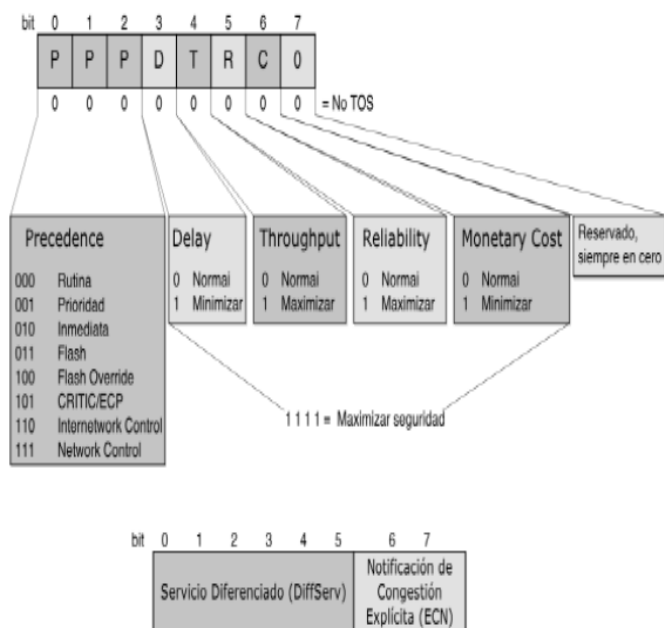 bit 0 1 2 3 4 5 6 7
P P P D T R C 0
0 0 0 0 0 0 0 0 = No TOS
Precedence
000 Rutina
001 Prioridad
010 Inmediata
011 Flash
100 Flash Override
101 CRITIC/ECP
110 Internetwork Control
111 Network Control
Delay
0 Normal
1 Minimizar
Throughput
0 Normal
1 Maximizar
Reliability
0 Normal
1 Maximizar
Monetary Cost
0 Normal
1 Minimizar
Reservado,
siempre en cero
1 1 1 1 = Maximizar seguridad
bit 0 1 2 3 4 5 6 7
Servicio Diferenciado (DiffServ)
Notificación de
Congestión
Explícita (ECN)